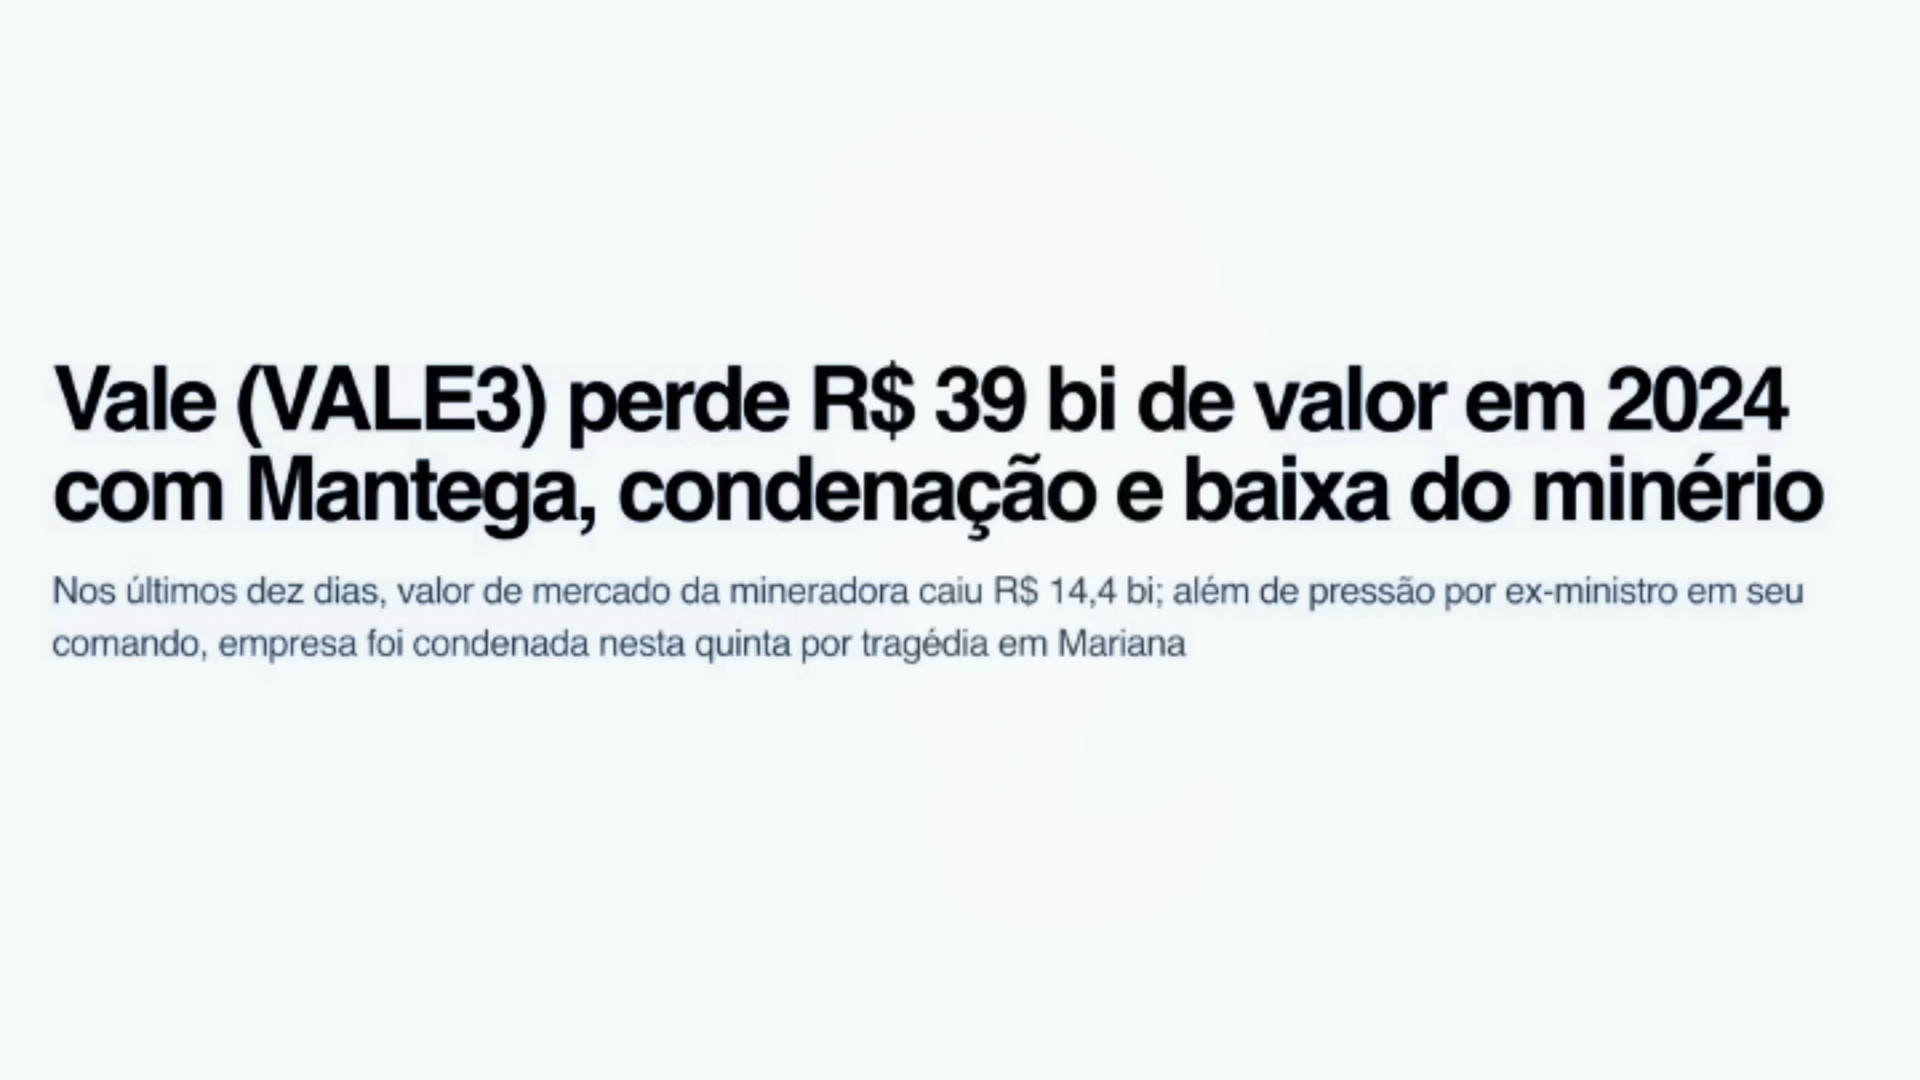 Vale (VALE3) perde R$ 39 bi de valor em 2024
com Mantega, condenação e baixa do minério
Nos últimos dez dias, valor de mercado da mineradora caiu R$ 14,4 bi; além de pressão por ex-ministro em seu
comando, empresa foi condenada nesta quinta por tragédia em Mariana